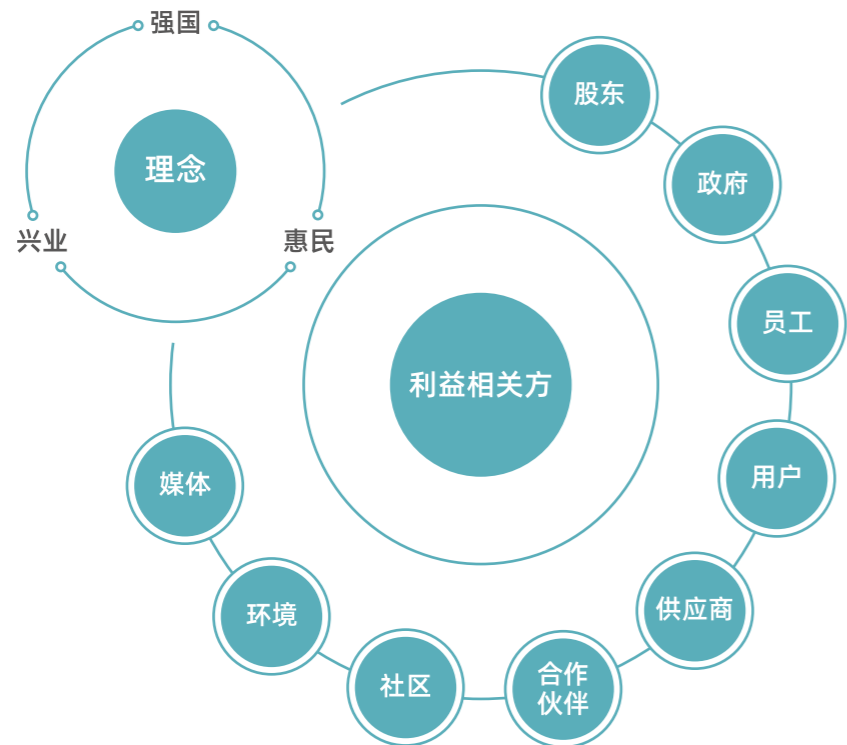 强国
理念
兴业
惠民
利益相关方
股东
政府
员工
用户
供应商
合作
伙伴
社区
环境
媒体